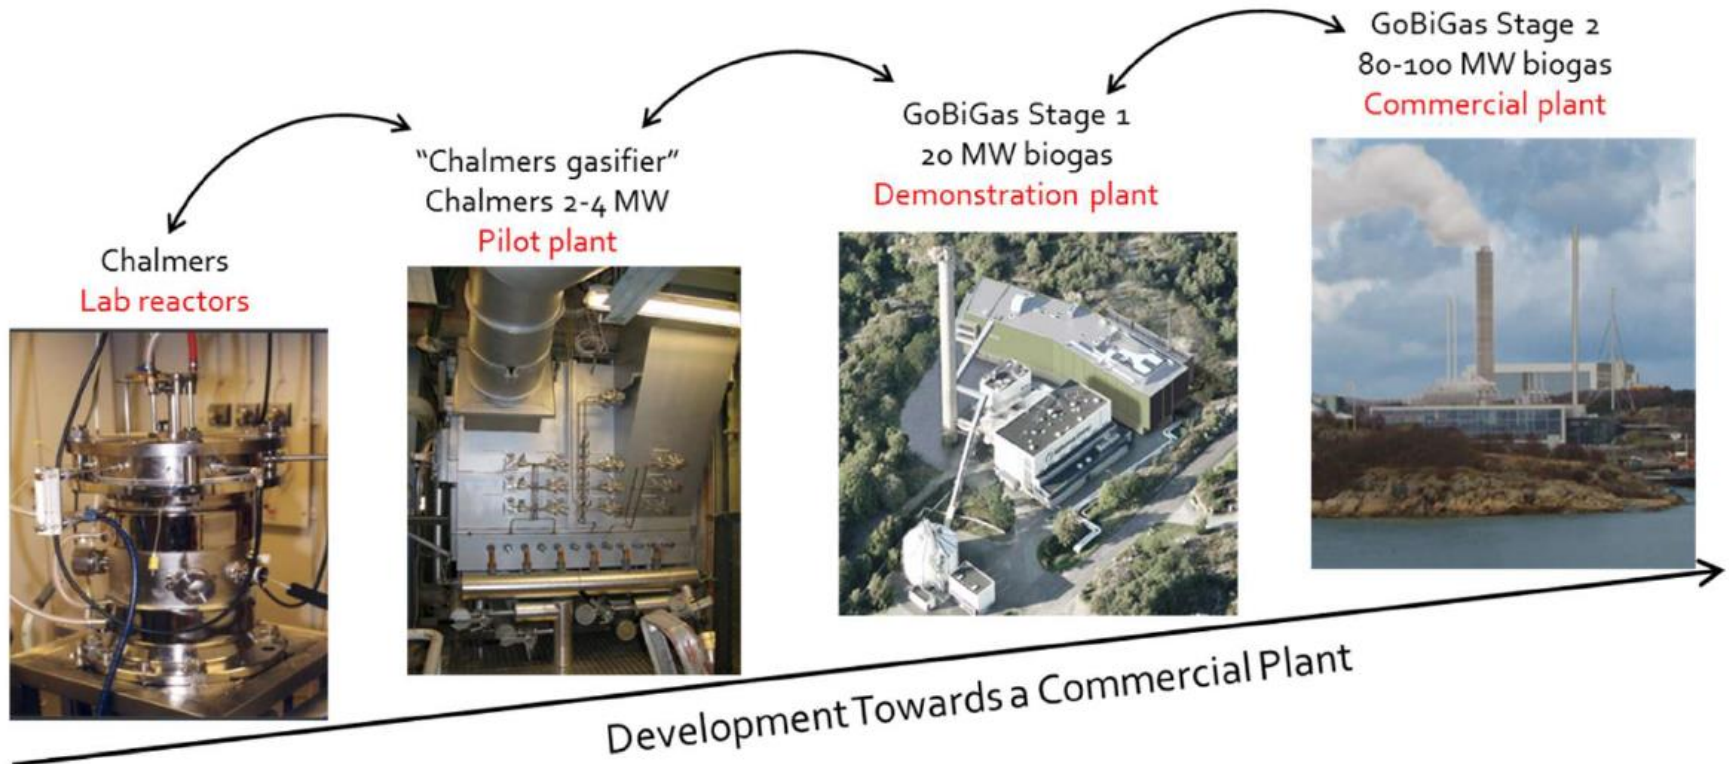 Chalmers
Lab reactors
“Chalmers gasifier”
Chalmers 2-4 MW
Pilot plant
GoBiGas Stage 1
20 MW biogas
Demonstration plant
GoBiGas Stage 2
80-100 MW biogas
Commercial plant
Development Towards a Commercial Plant